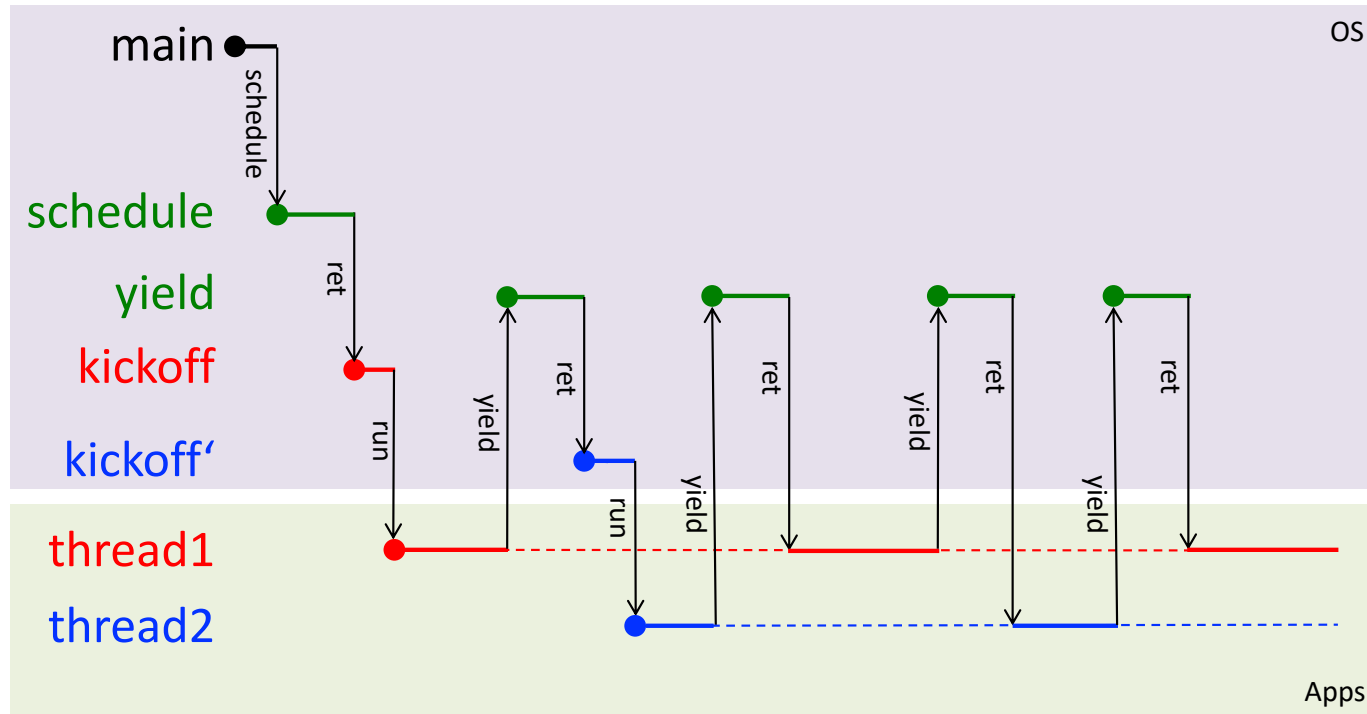 OS
main
schedule
schedule
ret
yield
kickoff
run
yield
ret
yield
ret
yield
ret
yield
ret
kickoff‘
run
thread1
thread2
Apps